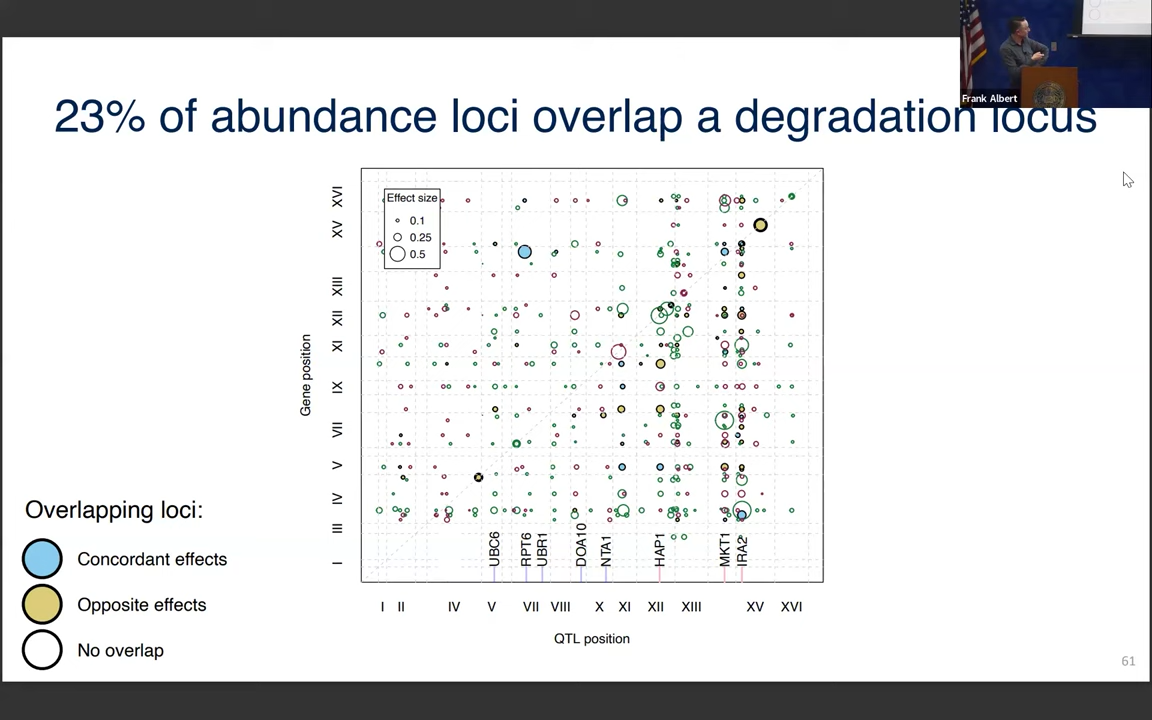 Frank Albert
23% of abundance loci overlap a degradation locus
Effect size
0.1
0.25
0.5
Gene position
XVI
XV
XIII
XII
XI
IX
VII
V
IV
III
I
UBC6
RPT6
UBR1
DOA10
NTA1
HAP1
MKT1
IRA2
I II IV V VII VIII X XI XII XIII XV XVI
QTL position
Overlapping loci:
Concordant effects
Opposite effects
No overlap
61